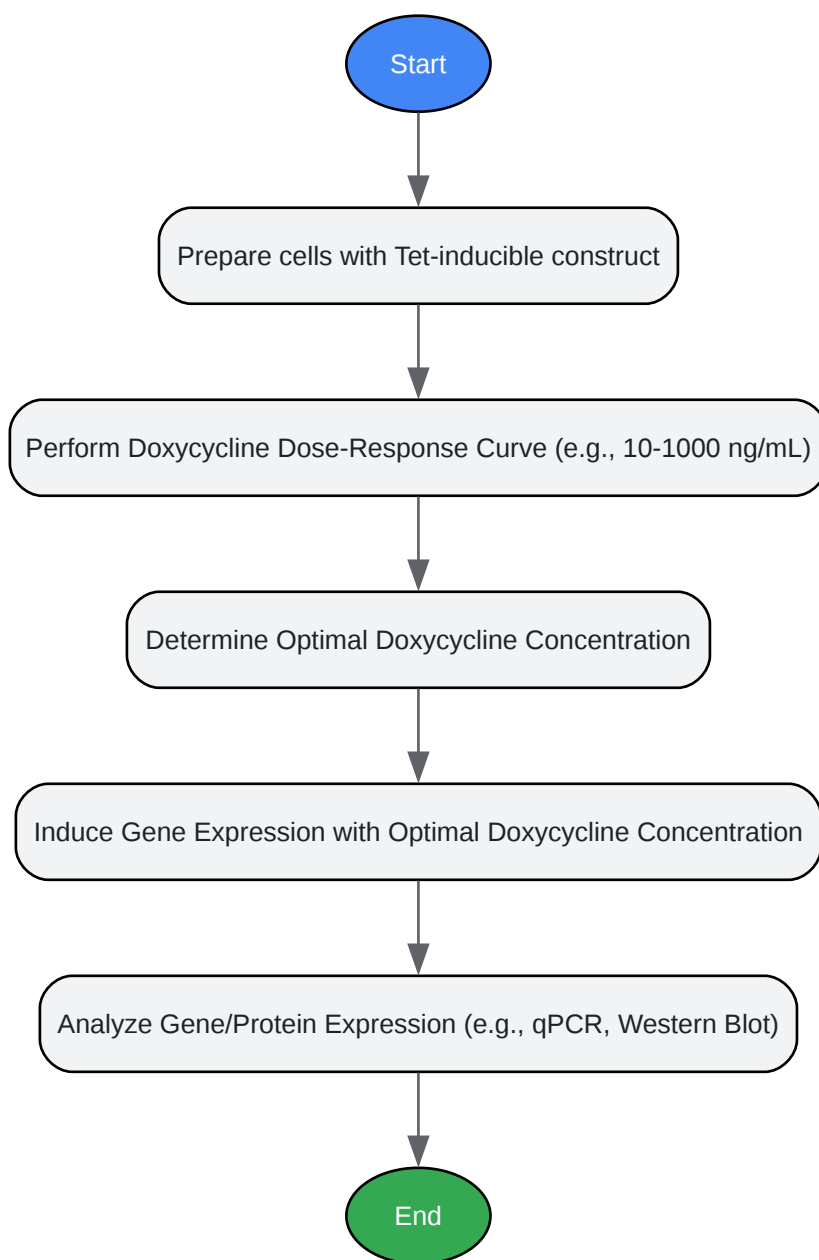 Start
Prepare cells with Tet-inducible construct
Perform Doxycycline Dose-Response Curve (e.g., 10-1000 ng/mL)
Determine Optimal Doxycycline Concentration
Induce Gene Expression with Optimal Doxycycline Concentration
Analyze Gene/Protein Expression (e.g., qPCR, Western Blot)
End